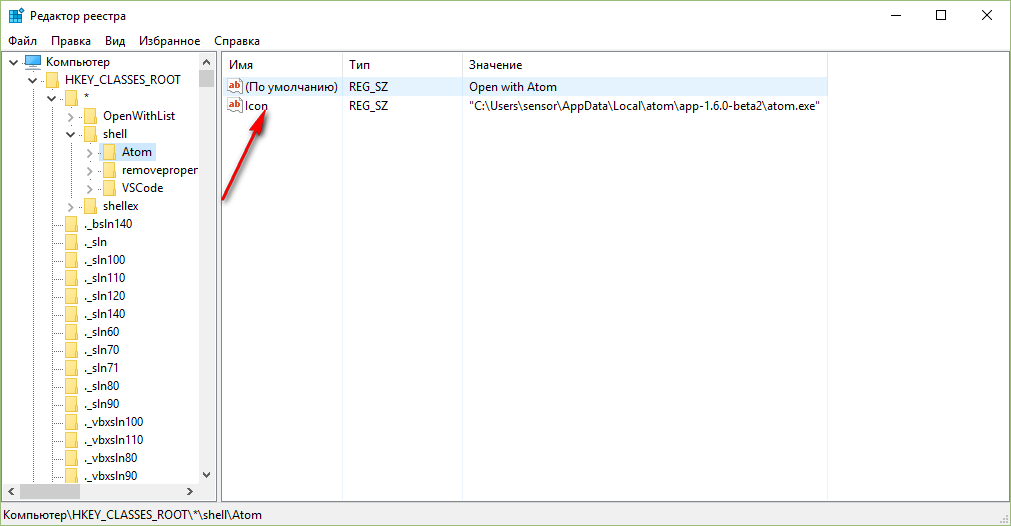 Редактор реестра
Файл Правка Вид Избранное Справка
Компьютер
HKEY_CLASSES_ROOT
*
OpenWithList
shell
Atom
removeproper
VSCode
shellex
._bsln140
._sln
._sln100
._sln110
._sln120
._sln140
._sln60
._sln70
._sln71
._sln80
._sln90
._vbxsln100
._vbxsln110
._vbxsln80
._vbxsln90
Имя Тип Значение
ab (По умолчанию) REG_SZ Open with Atom
ab Icon REG_SZ "C:\Users\sensor\AppData\Local\atom\app-1.6.0-beta2\atom.exe"
Компьютер\HKEY_CLASSES_ROOT\*\shell\Atom